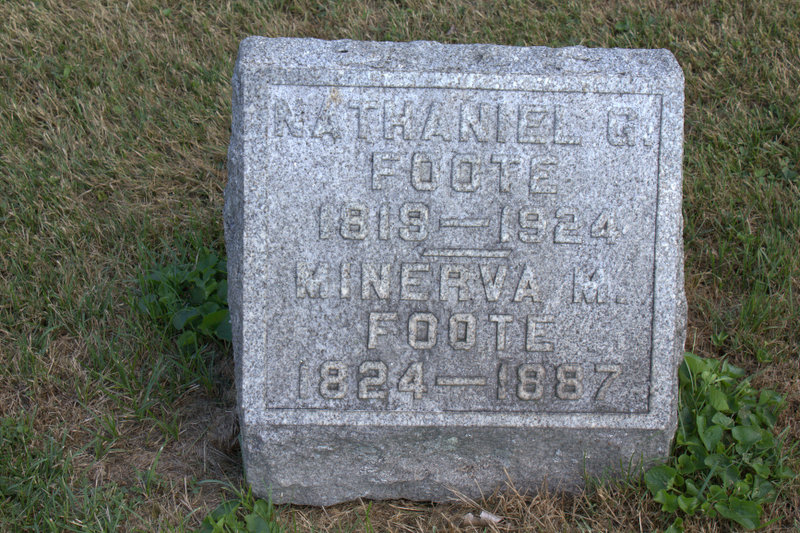 NATHANIEL G.
FOOTE
1819—1924
MINERVA M.
FOOTE
1824—1887